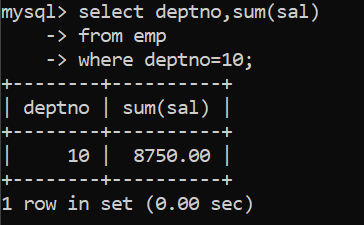 mysql> select deptno,sum(sal)
    -> from emp
    -> where deptno=10;
+--------+----------+
| deptno | sum(sal) |
+--------+----------+
|     10 |  8750.00 |
+--------+----------+
1 row in set (0.00 sec)